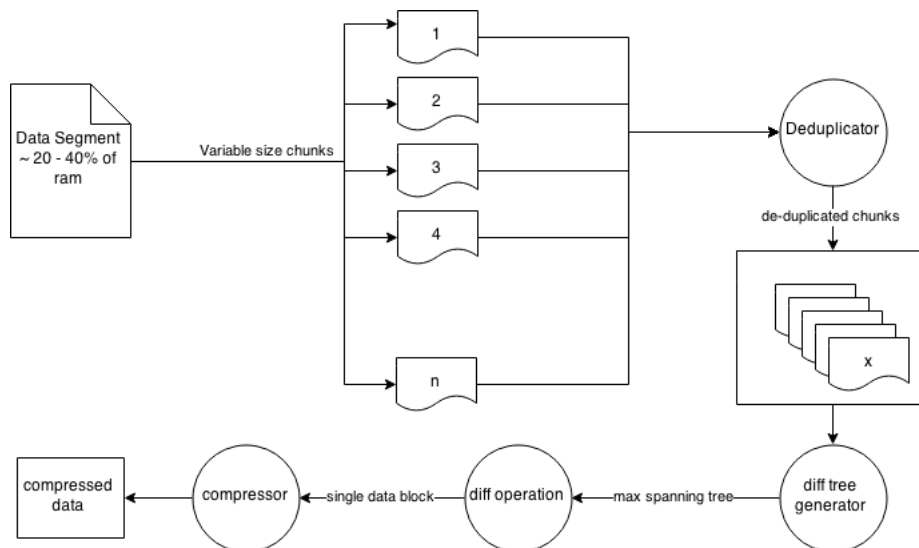 Data Segment
~ 20 - 40% of
ram
Variable size chunks
1
2
3
4
n
Deduplicator
de-duplicated chunks
x
diff tree
generator
max spanning tree
diff operation
single data block
compressor
compressed
data